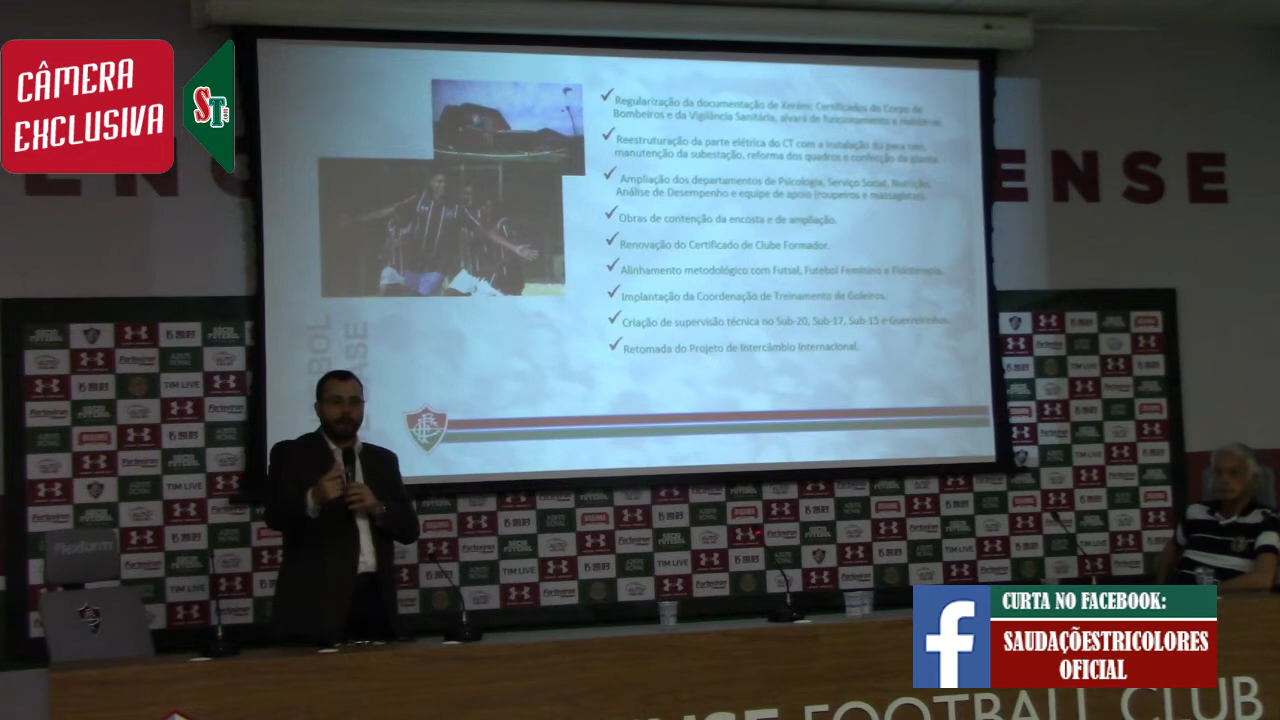 CÂMERA
EXCLUSIVA
ST
ENSE
Regularização da documentação de Xerém: Certificados do Corpo de
Bombeiros e da Vigilância Sanitária, alvará de funcionamento e habite-se.
Reestruturação da parte elétrica do CT com a instalação do para raio,
manutenção da subestação, reforma dos quadros e confecção da planta.
Ampliação dos departamentos de Psicologia, Serviço Social, Nutrição,
Análise de Desempenho e equipe de apoio (roupeiros e massagistas).
Obras de contenção da encosta e de ampliação.
Renovação do Certificado de Clube Formador.
Alinhamento metodológico com Futsal, Futebol Feminino e Fisioterapia.
Implantação da Coordenação de Treinamento de Goleiros.
Criação de supervisão técnica no Sub-20, Sub-17, Sub-15 e Guerreirinhos.
Retomada do Projeto de Intercâmbio Internacional.
TIM LIVE
Flexform
CURTA NO FACEBOOK:
SAUDAÇÕESTRICOLORES
OFICIAL
NSE FOOTBALL CLUB